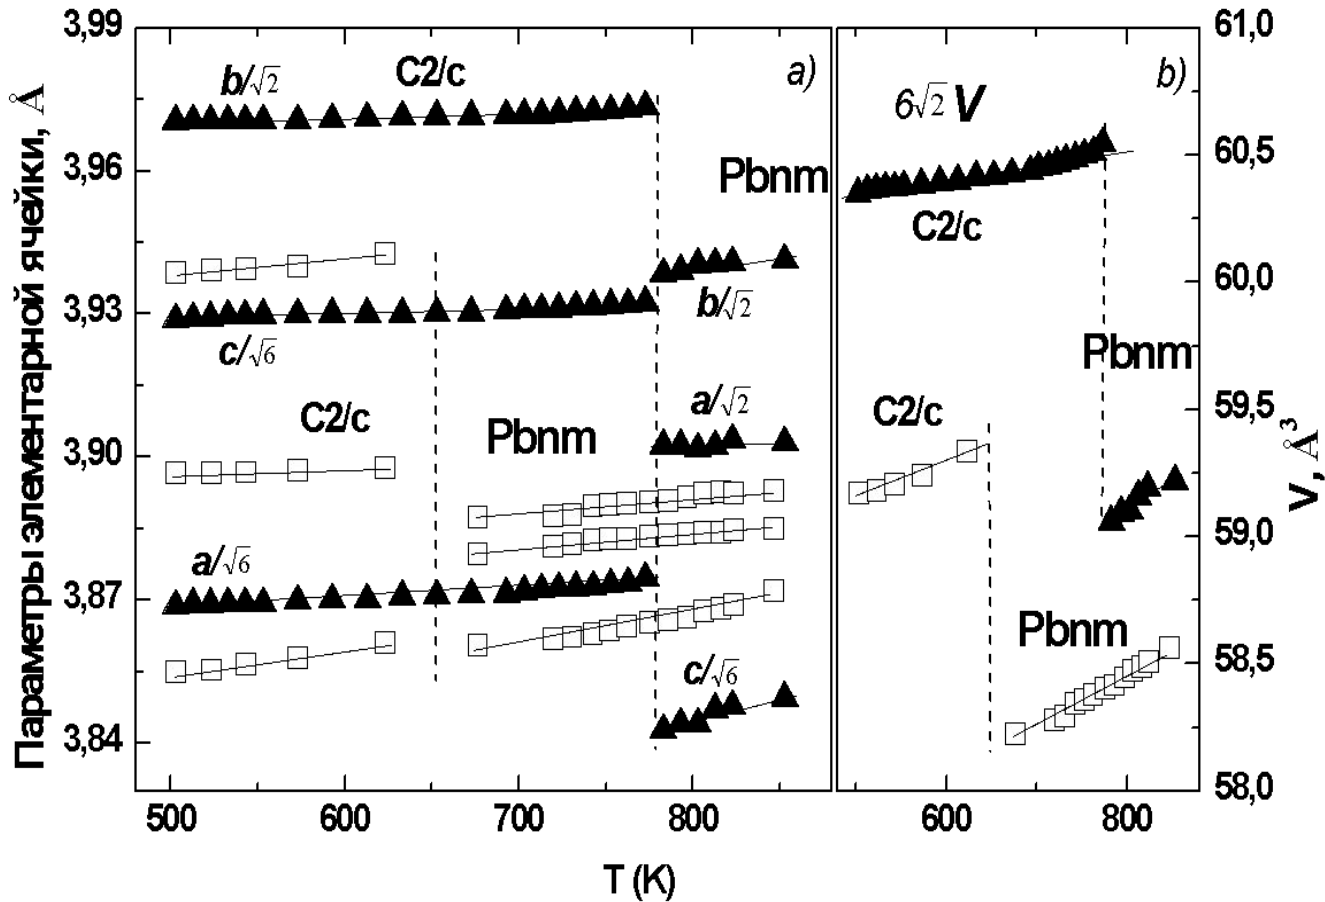 3,99
3,96
3,93
3,90
3,87
3,84
Параметры элементарной ячейки, Å
500
600
700
800
T (K)
a)
b/√2
C2/c
Pbnm
c/√6
b/√2
C2/c
Pbnm
a/√2
a/√6
c/√6
b)
6√2 V
C2/c
Pbnm
C2/c
Pbnm
600
800
61,0
60,5
60,0
59,5
59,0
58,5
58,0
V, Å³